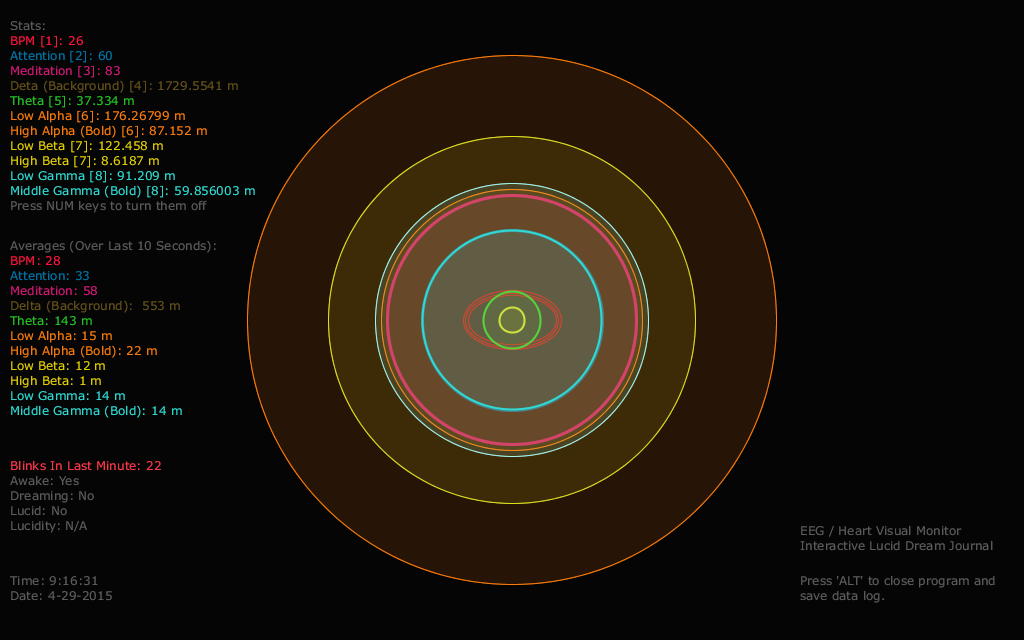 Stats:
BPM [1]: 26
Attention [2]: 60
Meditation [3]: 83
Deta (Background) [4]: 1729.5541 m
Theta [5]: 37.334 m
Low Alpha [6]: 176.26799 m
High Alpha (Bold) [6]: 87.152 m
Low Beta [7]: 122.458 m
High Beta [7]: 8.6187 m
Low Gamma [8]: 91.209 m
Middle Gamma (Bold) [8]: 59.856003 m
Press NUM keys to turn them off
Averages (Over Last 10 Seconds):
BPM: 28
Attention: 33
Meditation: 58
Delta (Background):  553 m
Theta: 143 m
Low Alpha: 15 m
High Alpha (Bold): 22 m
Low Beta: 12 m
High Beta: 1 m
Low Gamma: 14 m
Middle Gamma (Bold): 14 m
Blinks In Last Minute: 22
Awake: Yes
Dreaming: No
Lucid: No
Lucidity: N/A
Time: 9:16:31
Date: 4-29-2015
EEG / Heart Visual Monitor
Interactive Lucid Dream Journal
Press 'ALT' to close program and
save data log.